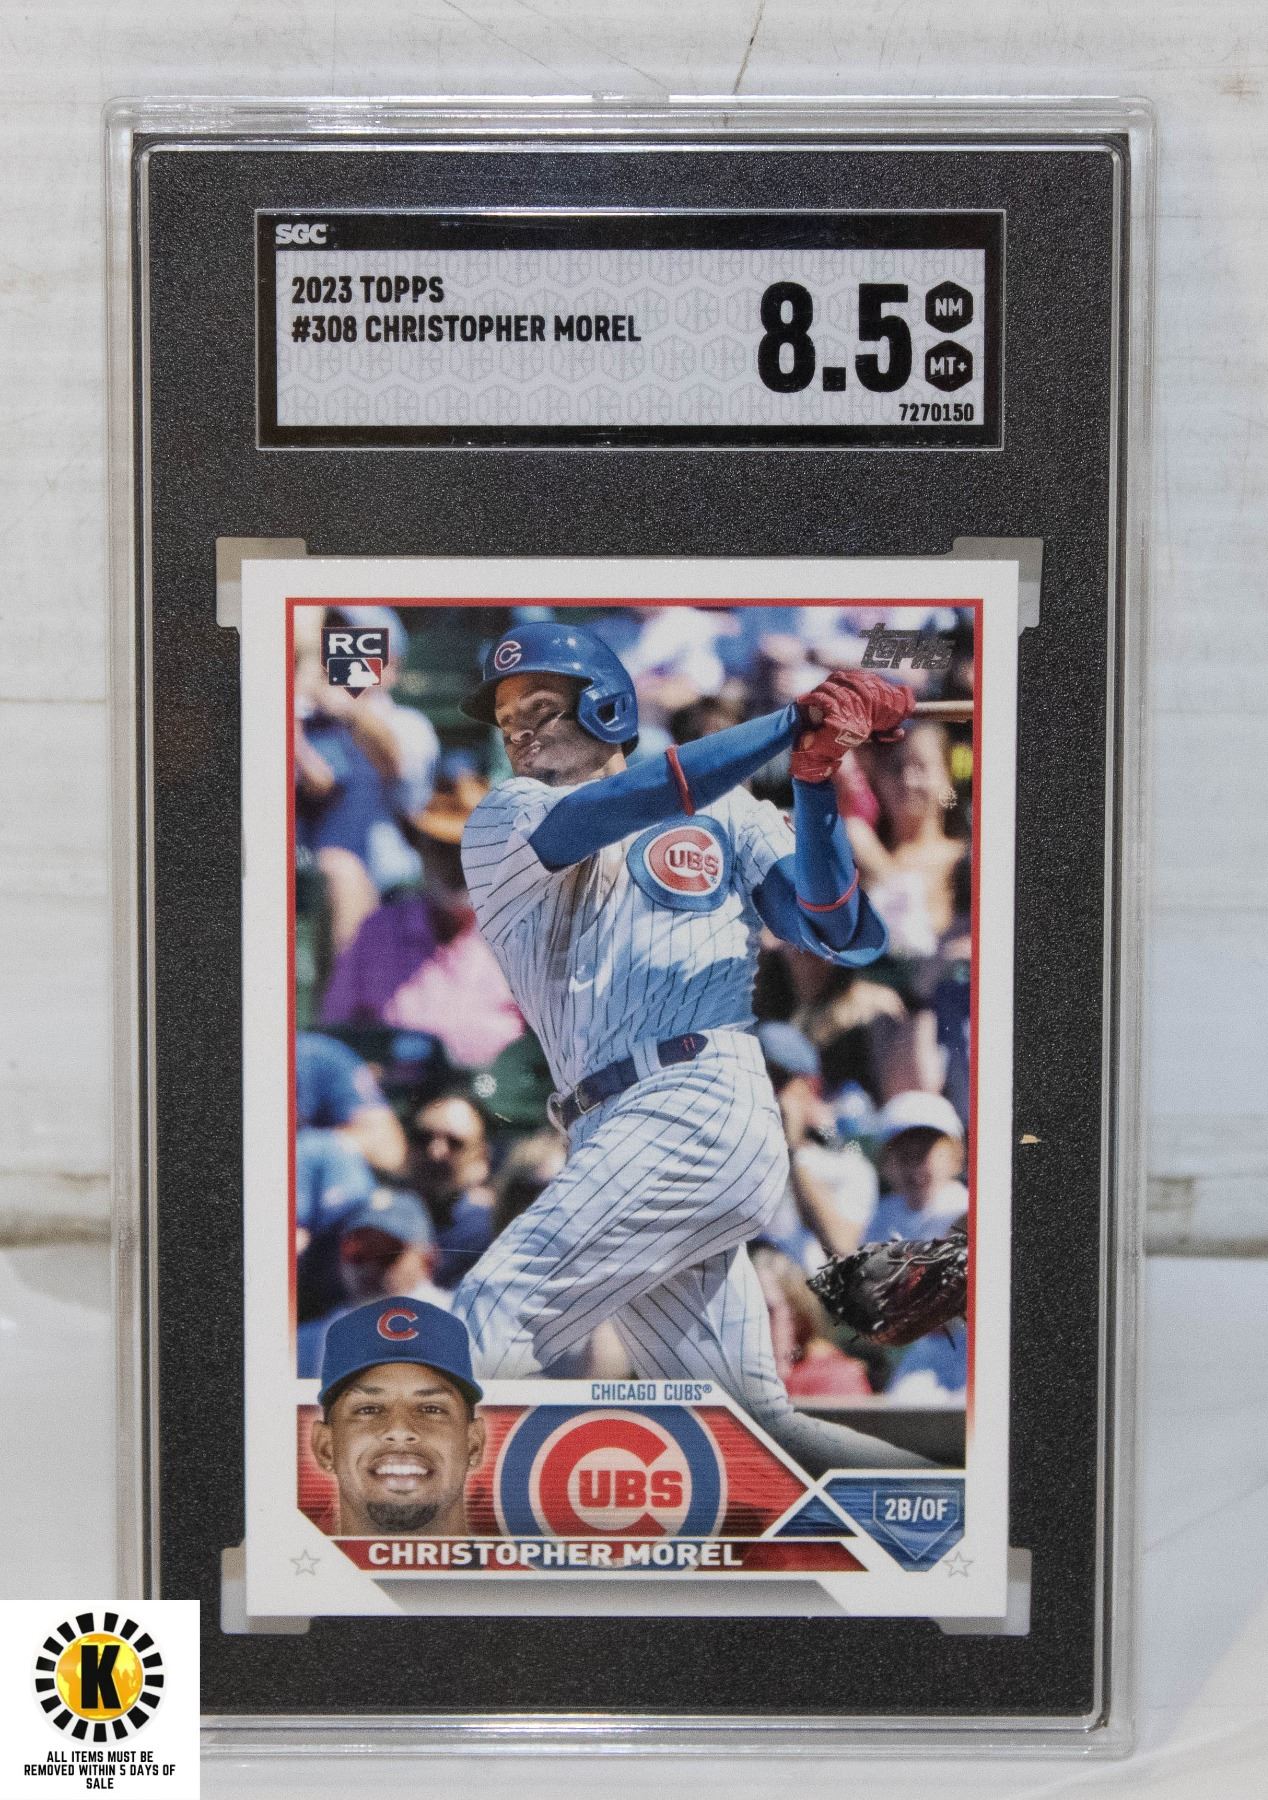 SGC
2023 TOPPS
#308 CHRISTOPHER MOREL
8.5
NM
MT+
7270150
RC
topps
C
CUBS
C
CHICAGO CUBS®
CUBS
2B/OF
CHRISTOPHER MOREL
K
ALL ITEMS MUST BE
REMOVED WITHIN 5 DAYS OF
SALE